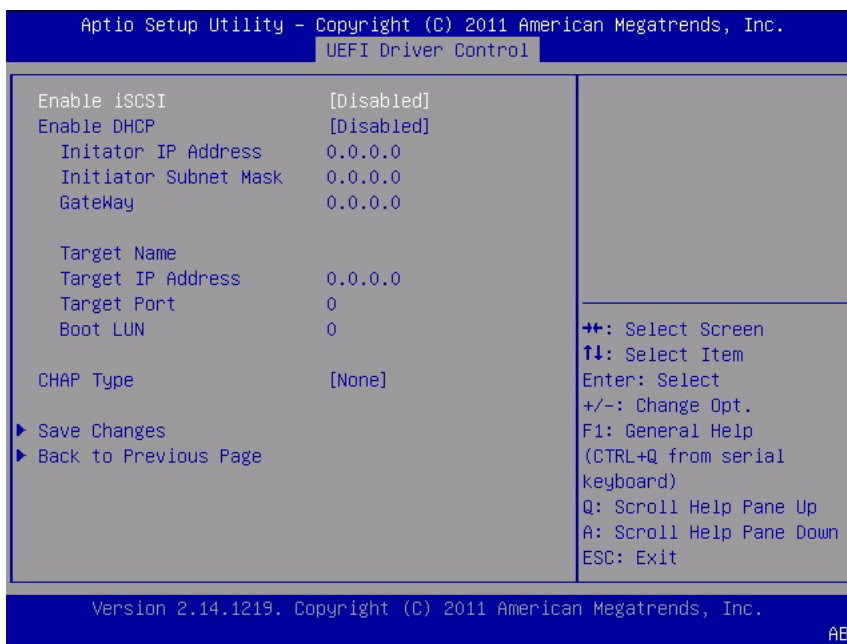 Aptio Setup Utility – Copyright (C) 2011 American Megatrends, Inc.
UEFI Driver Control
Enable iSCSI [Disabled]
Enable DHCP [Disabled]
Initator IP Address 0.0.0.0
Initiator Subnet Mask 0.0.0.0
GateWay 0.0.0.0
Target Name
Target IP Address 0.0.0.0
Target Port 0
Boot LUN 0
CHAP Type [None]
Save Changes
Back to Previous Page
→←: Select Screen
↑↓: Select Item
Enter: Select
+/-: Change Opt.
F1: General Help
(CTRL+Q from serial
keyboard)
Q: Scroll Help Pane Up
A: Scroll Help Pane Down
ESC: Exit
Version 2.14.1219. Copyright (C) 2011 American Megatrends, Inc.